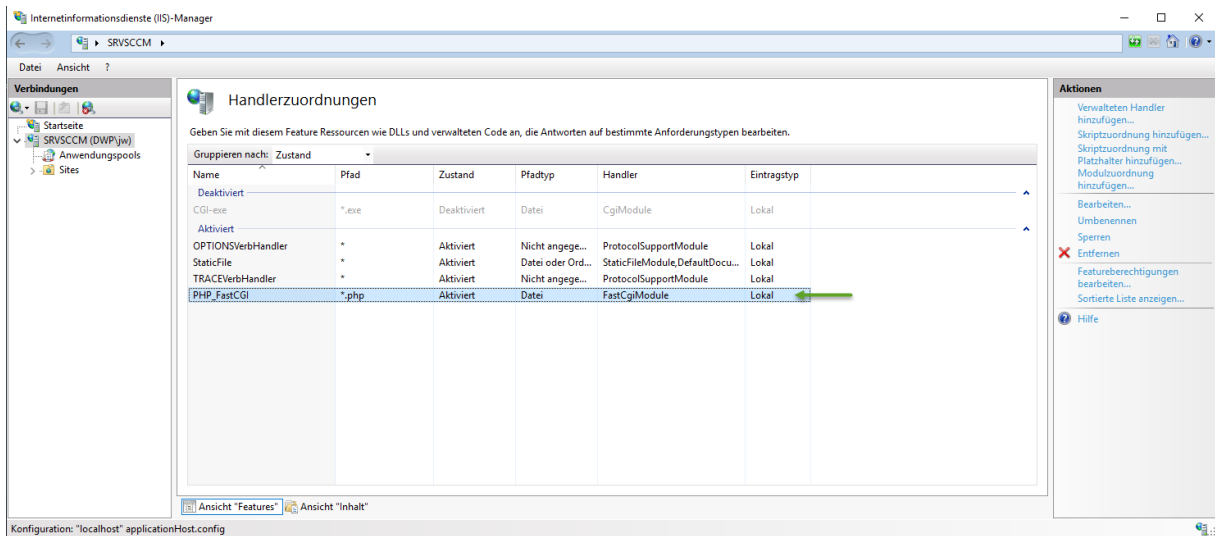 Internetinformationsdienste (IIS)-Manager
SRVSCCM
Datei Ansicht ?
Verbindungen
Startseite
SRVSCCM (DWP\jw)
Anwendungspools
Sites
Handlerzuordnungen
Geben Sie mit diesem Feature Ressourcen wie DLLs und verwalteten Code an, die Antworten auf bestimmte Anforderungstypen bearbeiten.
Gruppieren nach: Zustand
Name Pfad Zustand Pfadtyp Handler Eintragstyp
Deaktiviert
CGI-exe *.exe Deaktiviert Datei CgiModule Lokal
Aktiviert
OPTIONSVerbHandler * Aktiviert Nicht angege... ProtocolSupportModule Lokal
StaticFile * Aktiviert Datei oder Ord... StaticFileModule,DefaultDocu... Lokal
TRACEVerbHandler * Aktiviert Nicht angege... ProtocolSupportModule Lokal
PHP_FastCGI *.php Aktiviert Datei FastCgiModule Lokal
Ansicht "Features" Ansicht "Inhalt"
Aktionen
Verwalteten Handler
hinzufügen...
Skriptzuordnung hinzufügen...
Skriptzuordnung mit
Platzhalter hinzufügen...
Modulzuordnung
hinzufügen...
Bearbeiten...
Umbenennen
Sperren
Entfernen
Featureberechtigungen
bearbeiten...
Sortierte Liste anzeigen...
Hilfe
Konfiguration: "localhost" applicationHost.config